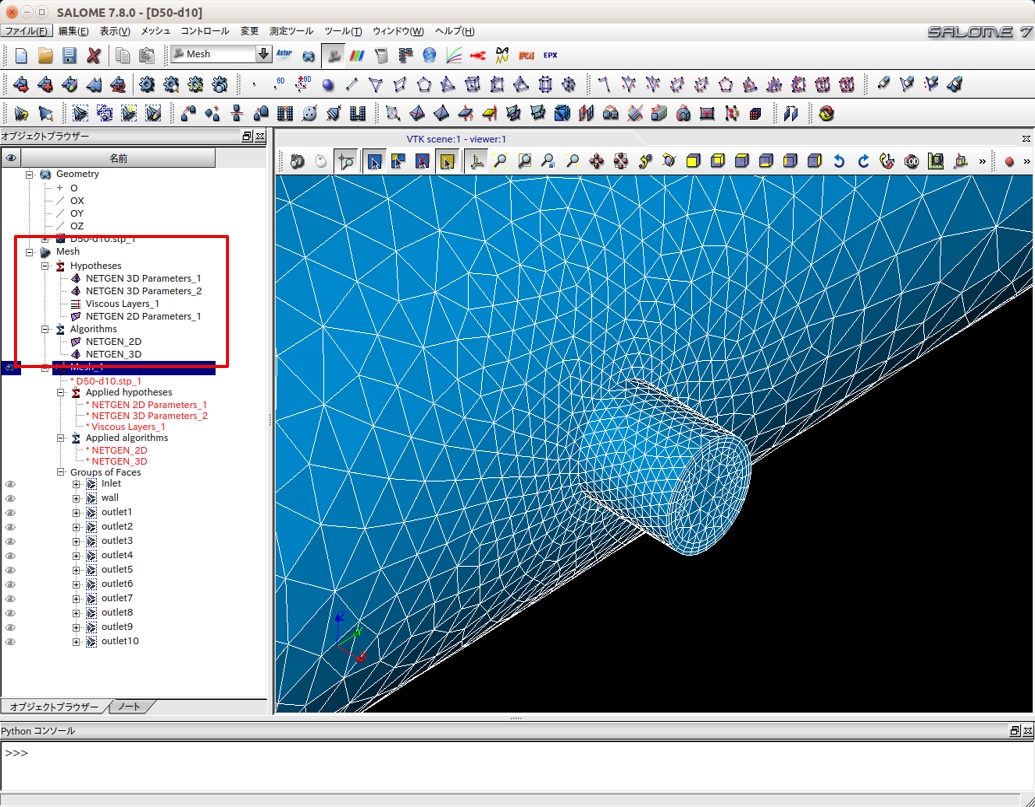 SALOME 7.8.0 - [D50-d10]
ファイル(F) 編集(E) 表示(V) メッシュ コントロール 変更 測定ツール ツール(T) ウィンドウ(W) ヘルプ(H)
SALOME 7
Mesh
Aster
EPX
オブジェクトブラウザー
VTK scene:1 - viewer:1
名前
Geometry
O
OX
OY
OZ
D50-d10.stp_1
Mesh
Hypotheses
NETGEN 3D Parameters_1
NETGEN 3D Parameters_2
Viscous Layers_1
NETGEN 2D Parameters_1
Algorithms
NETGEN_2D
NETGEN_3D
Mesh_1
* D50-d10.stp_1
Applied hypotheses
* NETGEN 2D Parameters_1
* NETGEN 3D Parameters_2
* Viscous Layers_1
Applied algorithms
* NETGEN_2D
* NETGEN_3D
Groups of Faces
Inlet
wall
outlet1
outlet2
outlet3
outlet4
outlet5
outlet6
outlet7
outlet8
outlet9
outlet10
Z
オブジェクトブラウザー ノート
Python コンソール
>>>